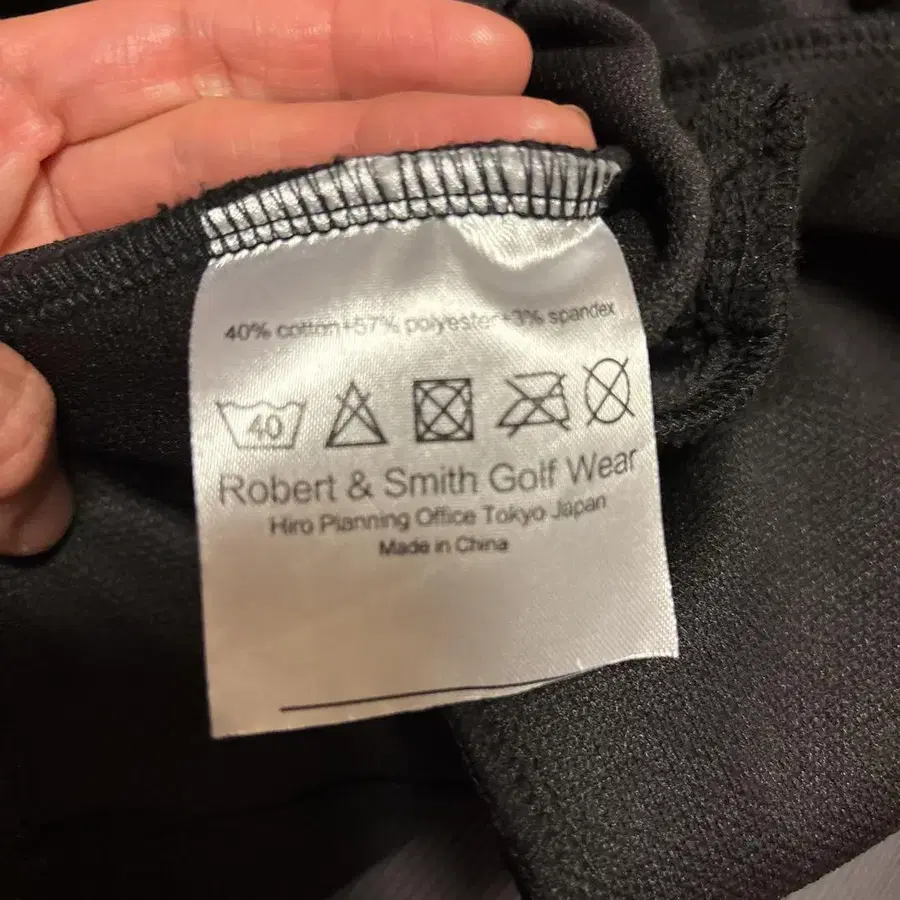 40% cotton+57% polyester+3% spandex
40
Robert & Smith Golf Wear
Hiro Planning Office Tokyo Japan
Made in China